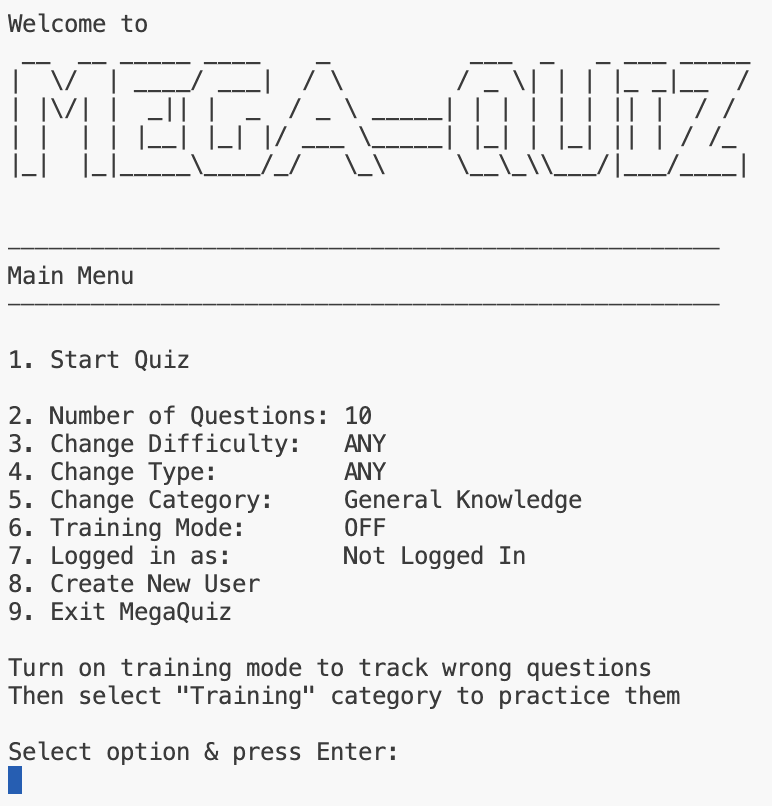 Welcome to
MEGA-QUIZ
Main Menu
1. Start Quiz
2. Number of Questions: 10
3. Change Difficulty: ANY
4. Change Type: ANY
5. Change Category: General Knowledge
6. Training Mode: OFF
7. Logged in as: Not Logged In
8. Create New User
9. Exit MegaQuiz
Turn on training mode to track wrong questions
Then select "Training" category to practice them
Select option & press Enter: